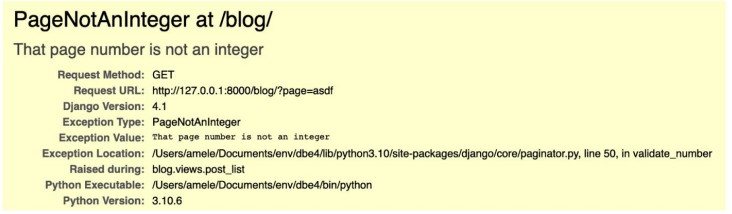 PageNotAnInteger at /blog/
That page number is not an integer
Request Method: GET
Request URL: http://127.0.0.1:8000/blog/?page=asdf
Django Version: 4.1
Exception Type: PageNotAnInteger
Exception Value: That page number is not an integer
Exception Location: /Users/amele/Documents/env/dbe4/lib/python3.10/site-packages/django/core/paginator.py, line 50, in validate_number
Raised during: blog.views.post_list
Python Executable: /Users/amele/Documents/env/dbe4/bin/python
Python Version: 3.10.6